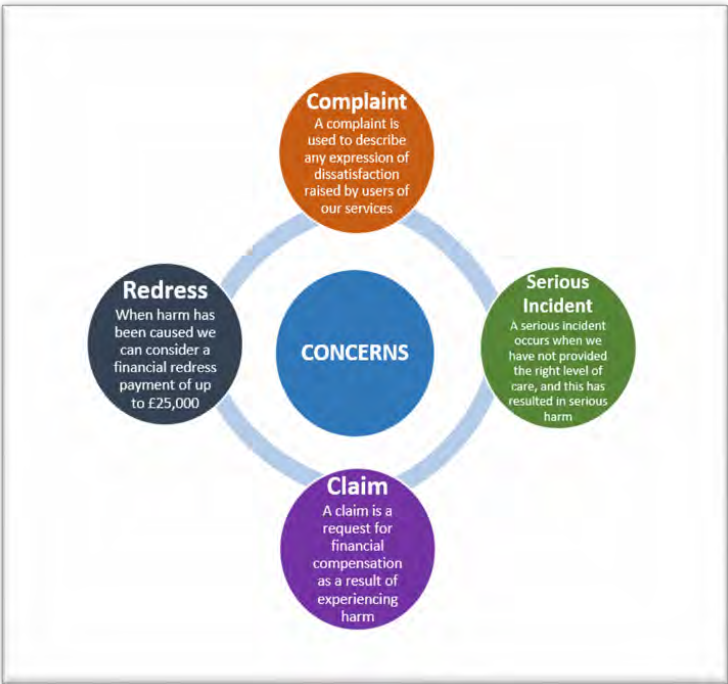 Complaint
A complaint is
used to describe
any expression of
dissatisfaction
raised by users of
our services
Redress
When harm has
been caused we
can consider a
financial redress
payment of up
to £25,000
CONCERNS
Serious
Incident
A serious incident
occurs when we
have not provided
the right level of
care, and this has
resulted in serious
harm
Claim
A claim is a
request for
financial
compensation
as a result of
experiencing
harm